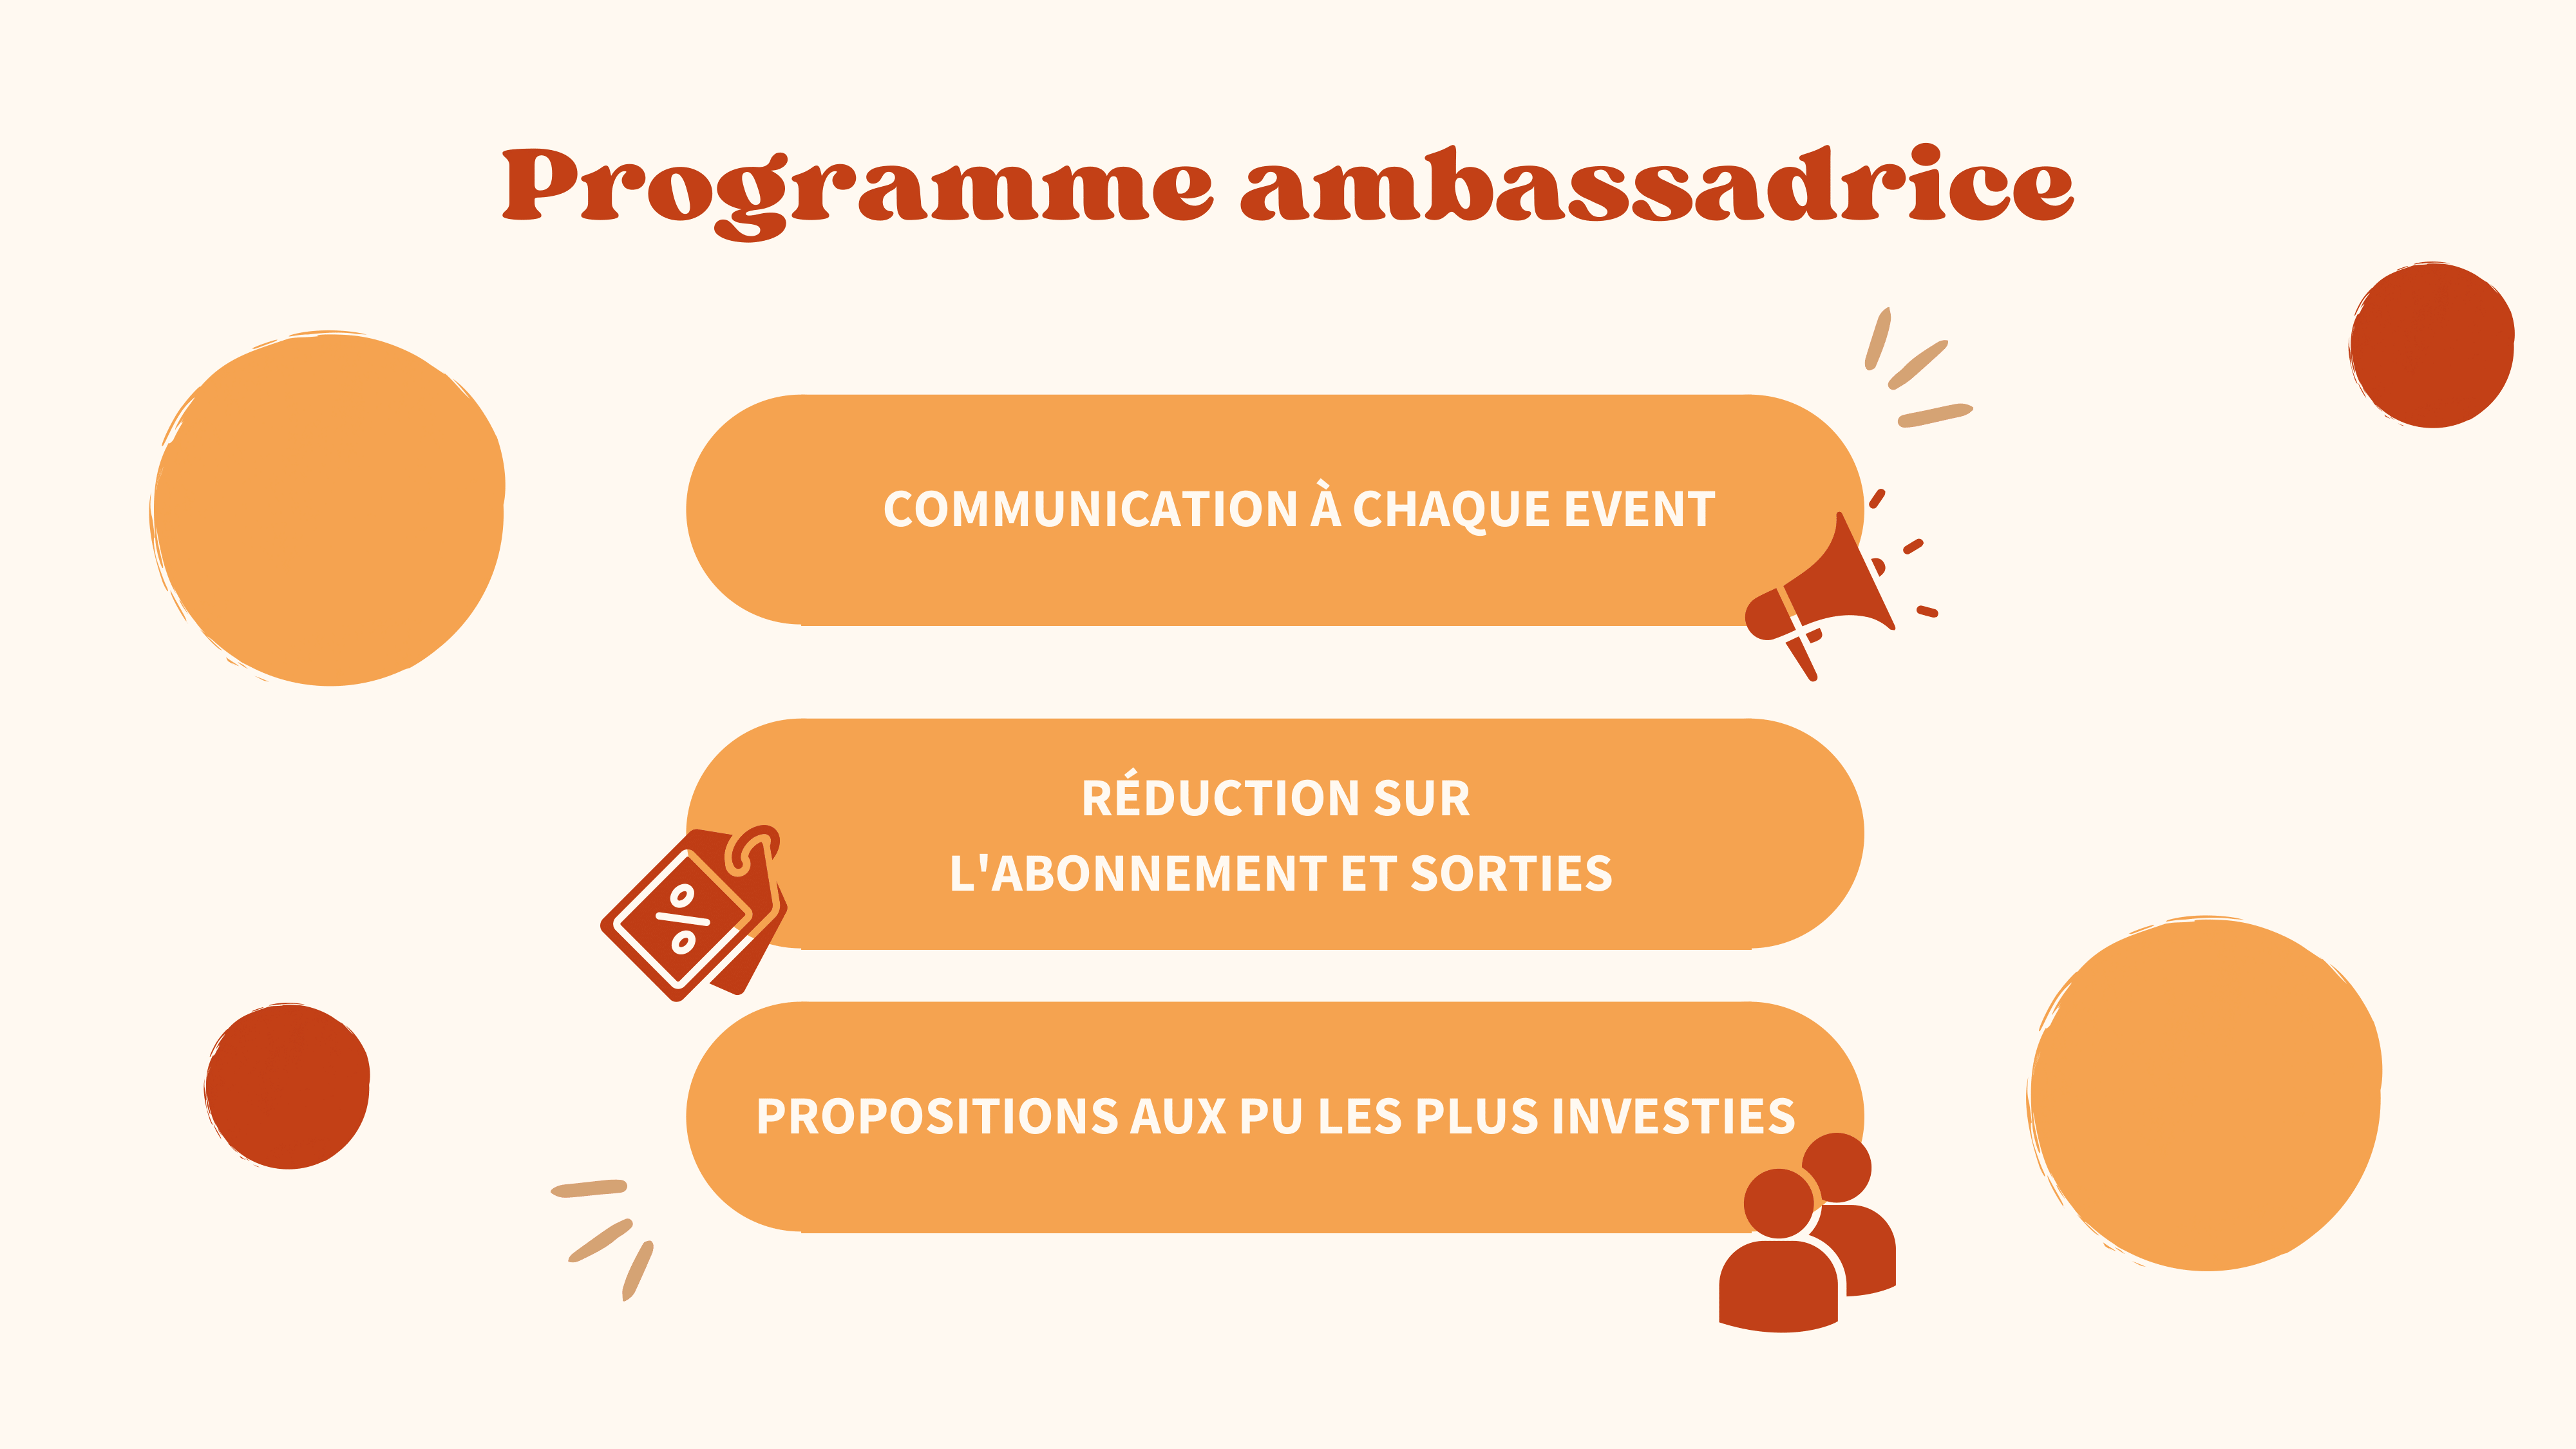 Programme ambassadrice
COMMUNICATION À CHAQUE EVENT
RÉDUCTION SUR
L'ABONNEMENT ET SORTIES
%
PROPOSITIONS AUX PU LES PLUS INVESTIES